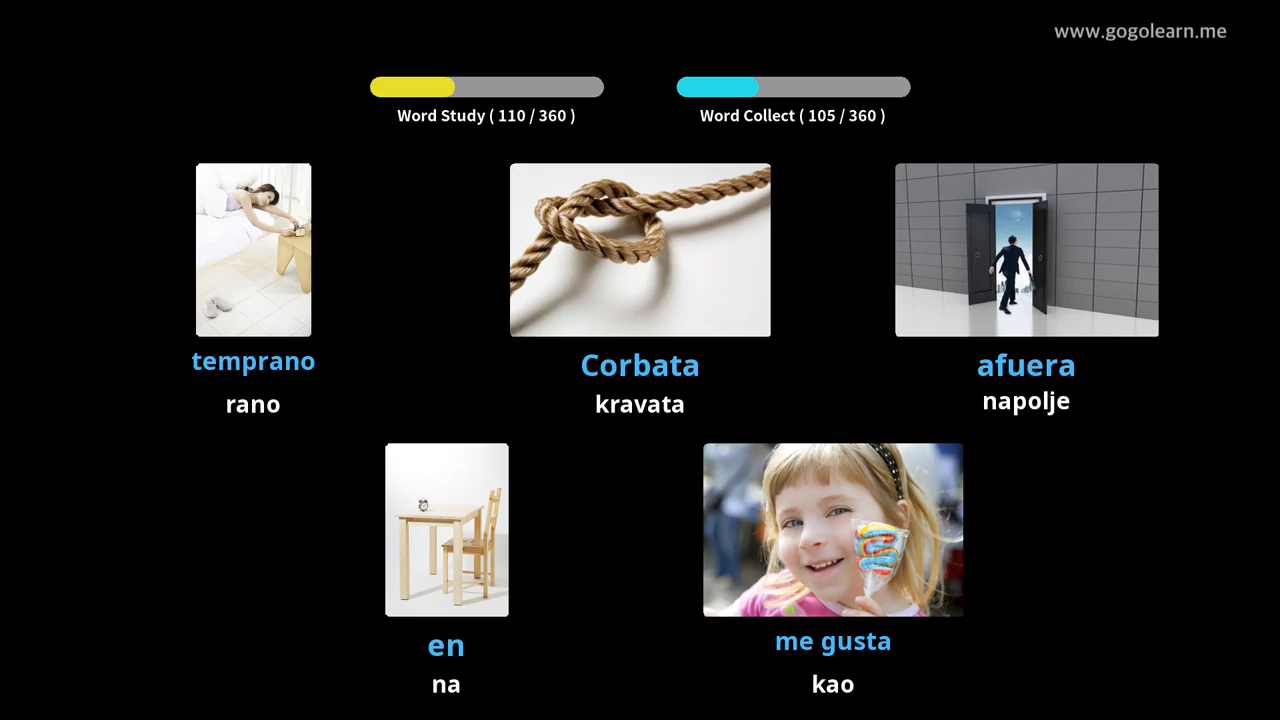 www.gogolearn.me
Word Study ( 110 / 360 )
Word Collect ( 105 / 360 )
temprano
rano
Corbata
kravata
afuera
napolje
en
na
me gusta
kao